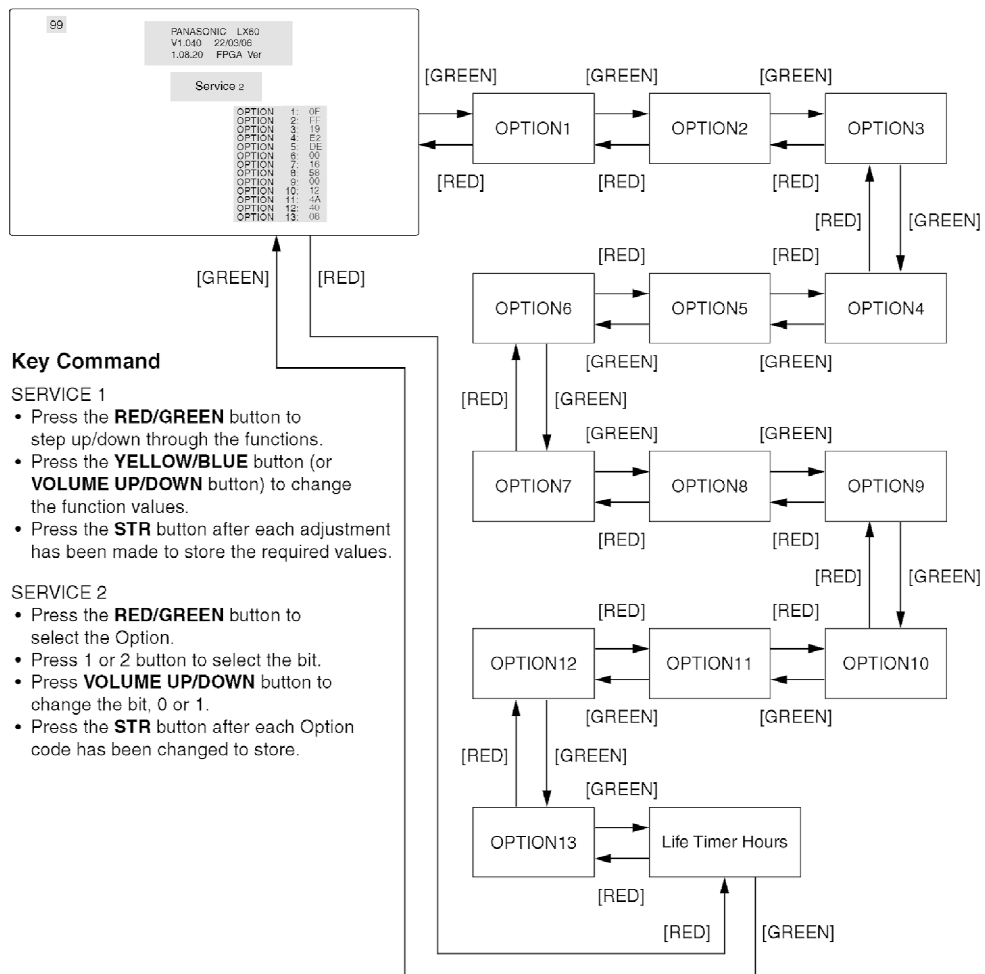 99
PANASONIC LX60
V1.040 22/03/06
1.08.20 FPGA Ver
Service 2
OPTION 1: 0F
OPTION 2: FF
OPTION 3: 19
OPTION 4: E2
OPTION 5: DE
OPTION 6: 00
OPTION 7: 16
OPTION 8: 58
OPTION 9: 00
OPTION 10: 12
OPTION 11: 4A
OPTION 12: 40
OPTION 13: 06
[GREEN] [GREEN] [GREEN]
OPTION1 OPTION2 OPTION3
[RED] [RED] [RED]
[RED] [GREEN]
[GREEN] [RED]
[RED] [RED]
OPTION6 OPTION5 OPTION4
[GREEN] [GREEN]
[RED] [GREEN]
[GREEN] [GREEN]
OPTION7 OPTION8 OPTION9
[RED] [RED]
[RED] [GREEN]
[RED] [RED]
OPTION12 OPTION11 OPTION10
[GREEN] [GREEN]
[RED] [GREEN]
[GREEN]
OPTION13 Life Timer Hours
[RED]
[RED] [GREEN]
Key Command
SERVICE 1
• Press the RED/GREEN button to
step up/down through the functions.
• Press the YELLOW/BLUE button (or
VOLUME UP/DOWN button) to change
the function values.
• Press the STR button after each adjustment
has been made to store the required values.
SERVICE 2
• Press the RED/GREEN button to
select the Option.
• Press 1 or 2 button to select the bit.
• Press VOLUME UP/DOWN button to
change the bit, 0 or 1.
• Press the STR button after each Option
code has been changed to store.